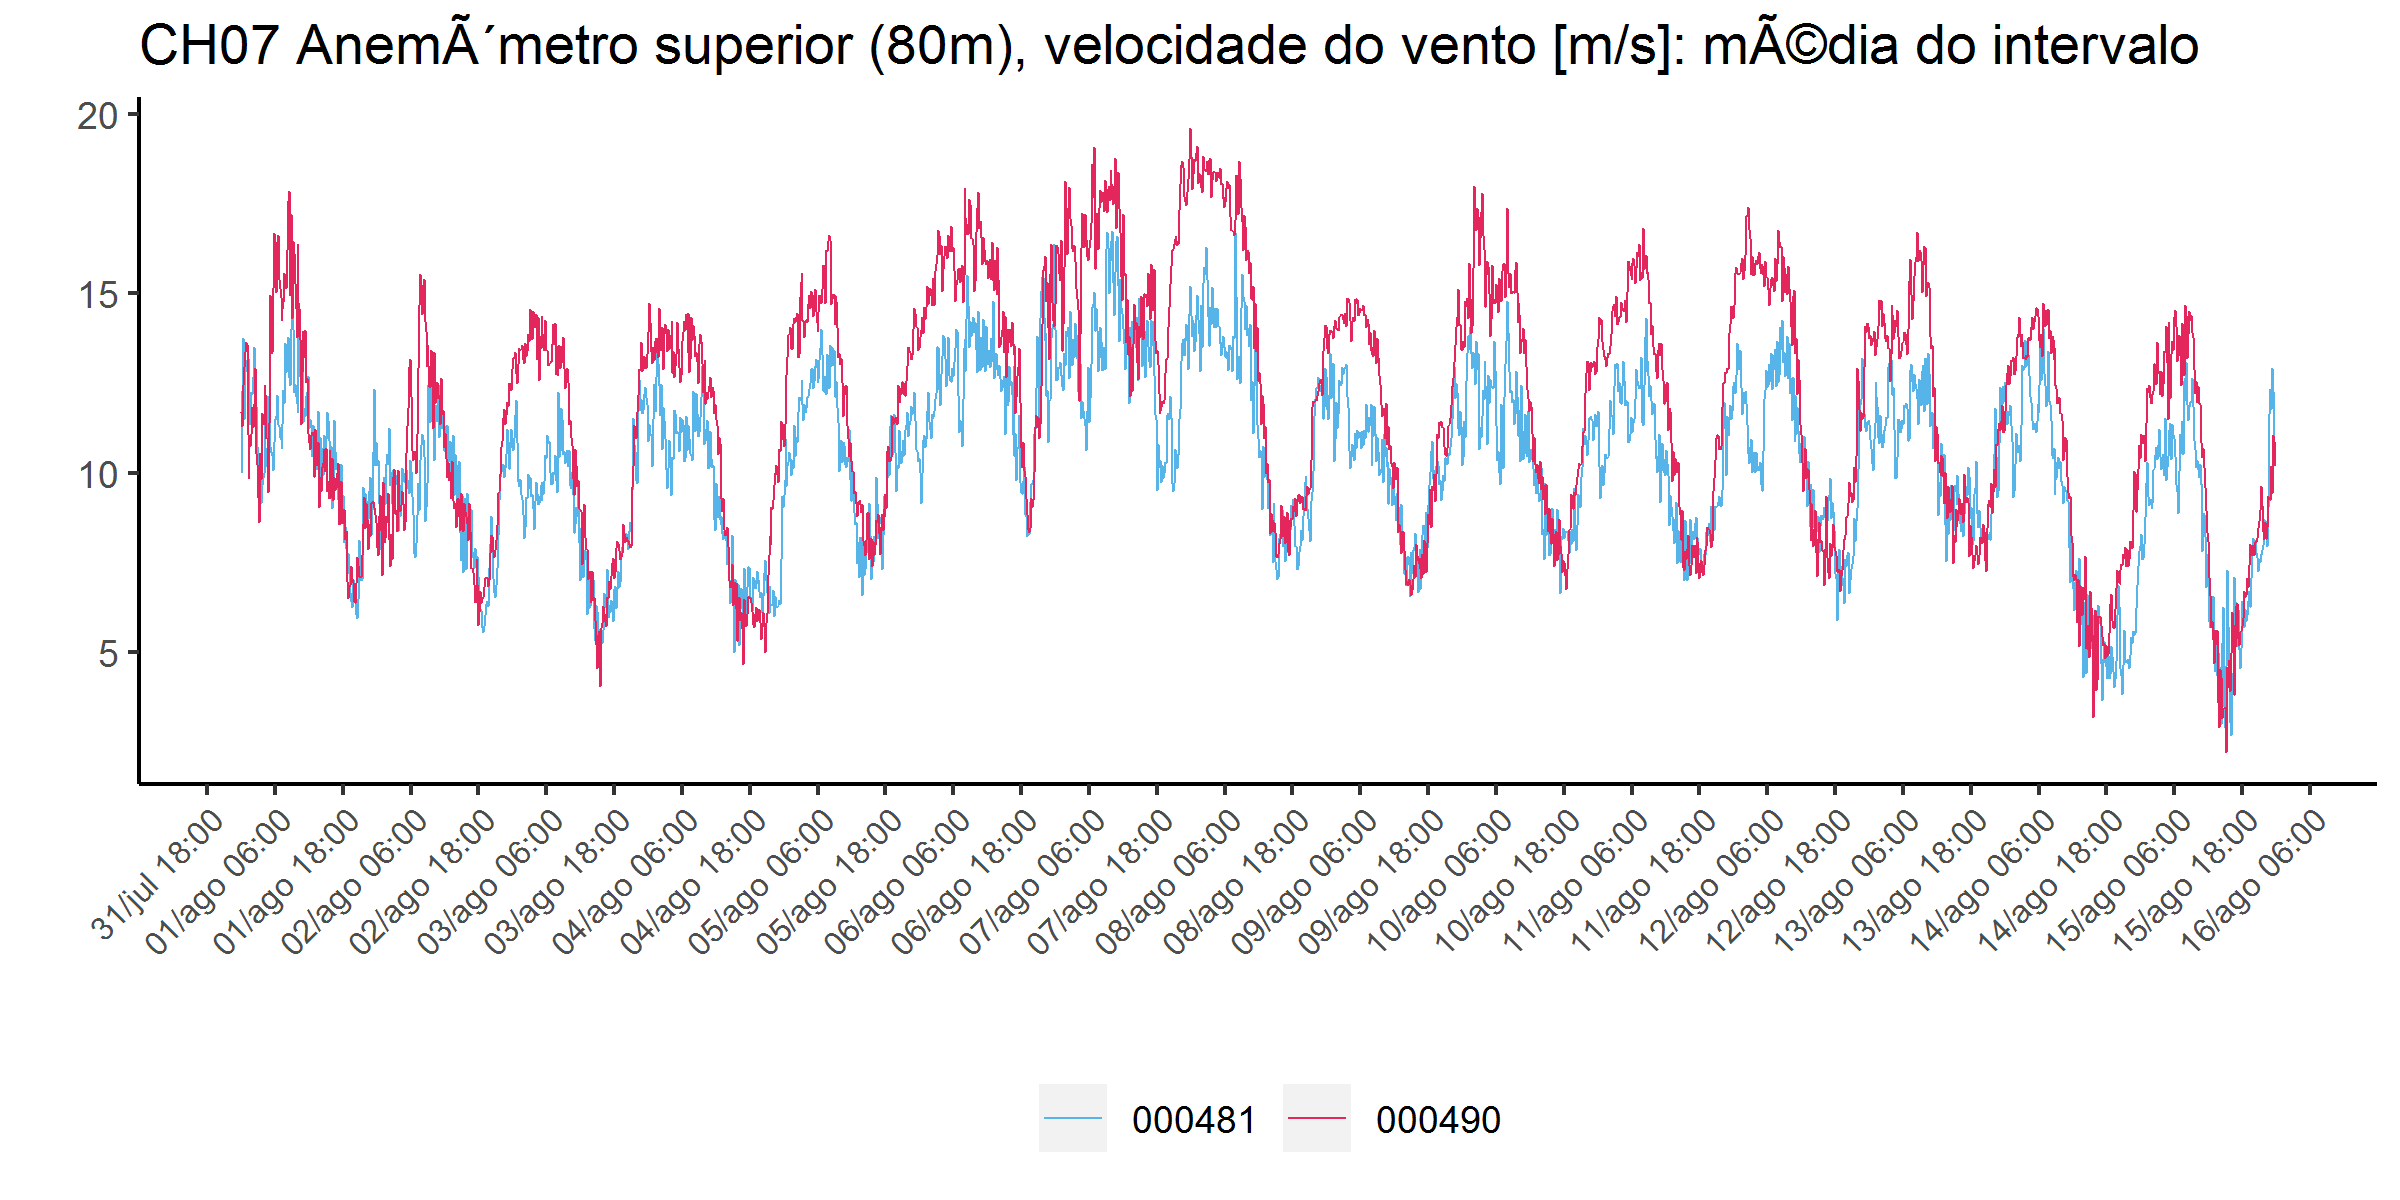 CH07 AnemÃ´metro superior (80m), velocidade do vento [m/s]: mÃ©dia do intervalo
20
15
10
5
31/jul 18:00
01/ago 06:00
01/ago 18:00
02/ago 06:00
02/ago 18:00
03/ago 06:00
03/ago 18:00
04/ago 06:00
04/ago 18:00
05/ago 06:00
05/ago 18:00
06/ago 06:00
06/ago 18:00
07/ago 06:00
07/ago 18:00
08/ago 06:00
08/ago 18:00
09/ago 06:00
09/ago 18:00
10/ago 06:00
10/ago 18:00
11/ago 06:00
11/ago 18:00
12/ago 06:00
12/ago 18:00
13/ago 06:00
13/ago 18:00
14/ago 06:00
14/ago 18:00
15/ago 06:00
15/ago 18:00
16/ago 06:00
000481
000490